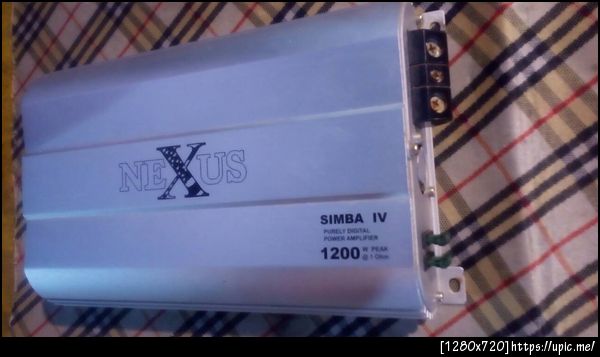 NEXUS
SIMBA IV
PURELY DIGITAL
POWER AMPLIFIER
1200 W PEAK
@ 1 Ohm
[1280x720]https://upic.me/